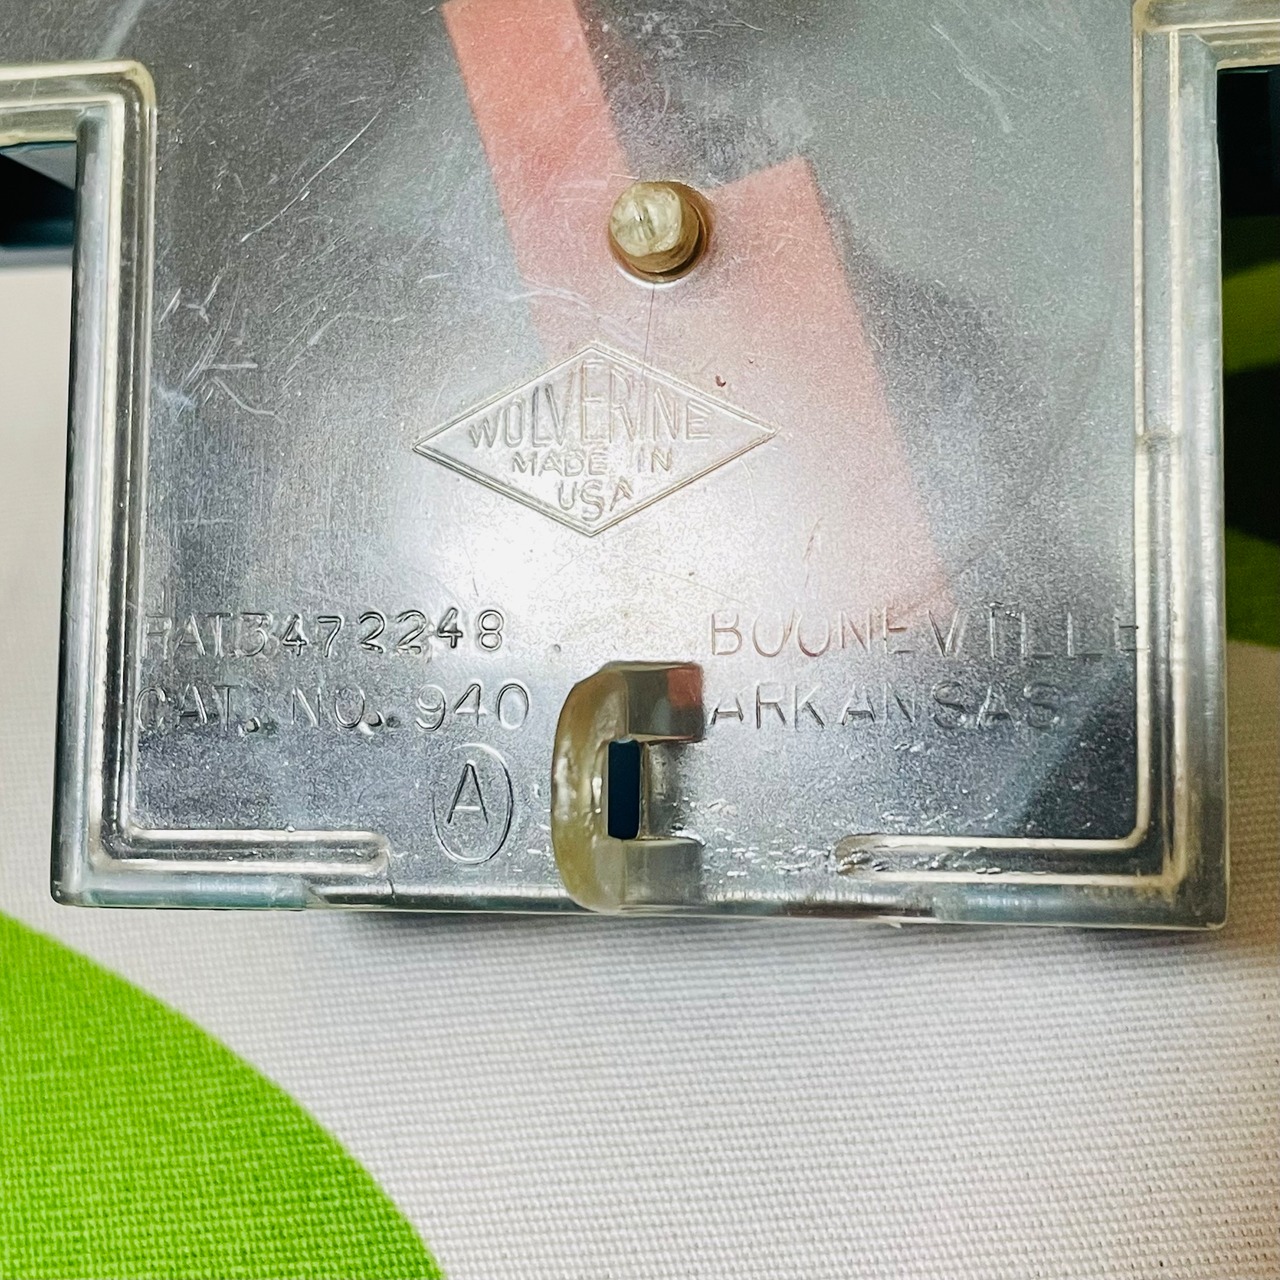 WOLVERINE
MADE IN
USA
PAT.3472248
CAT. NO. 940
BOONEVILLE
ARKANSAS
A